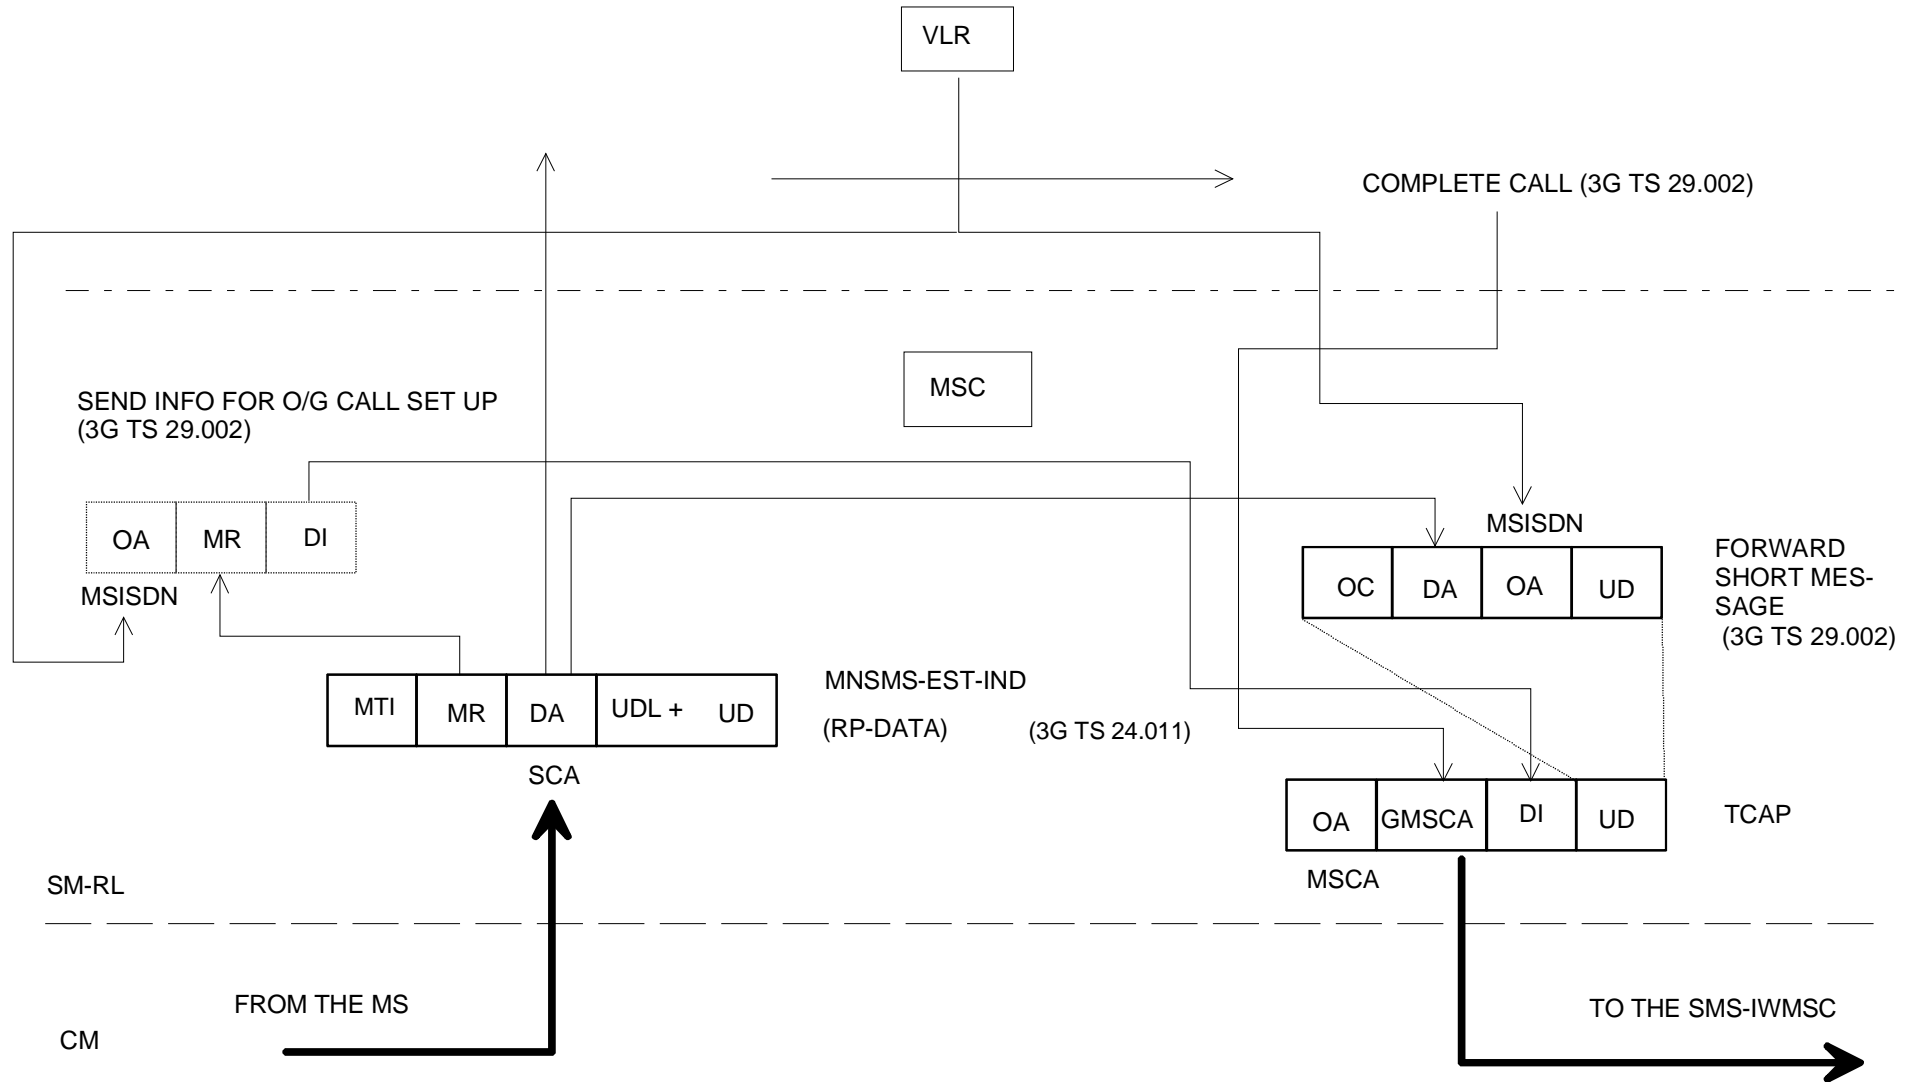 VLR
COMPLETE CALL (3G TS 29.002)
MSC
SEND INFO FOR O/G CALL SET UP
(3G TS 29.002)
OA MR DI
MSISDN
MSISDN
OC DA OA UD
FORWARD
SHORT MES-
SAGE
(3G TS 29.002)
MTI MR DA UDL + UD
MNSMS-EST-IND
(RP-DATA) (3G TS 24.011)
SCA
OA GMSCA DI UD
TCAP
MSCA
SM-RL
FROM THE MS
TO THE SMS-IWMSC
CM